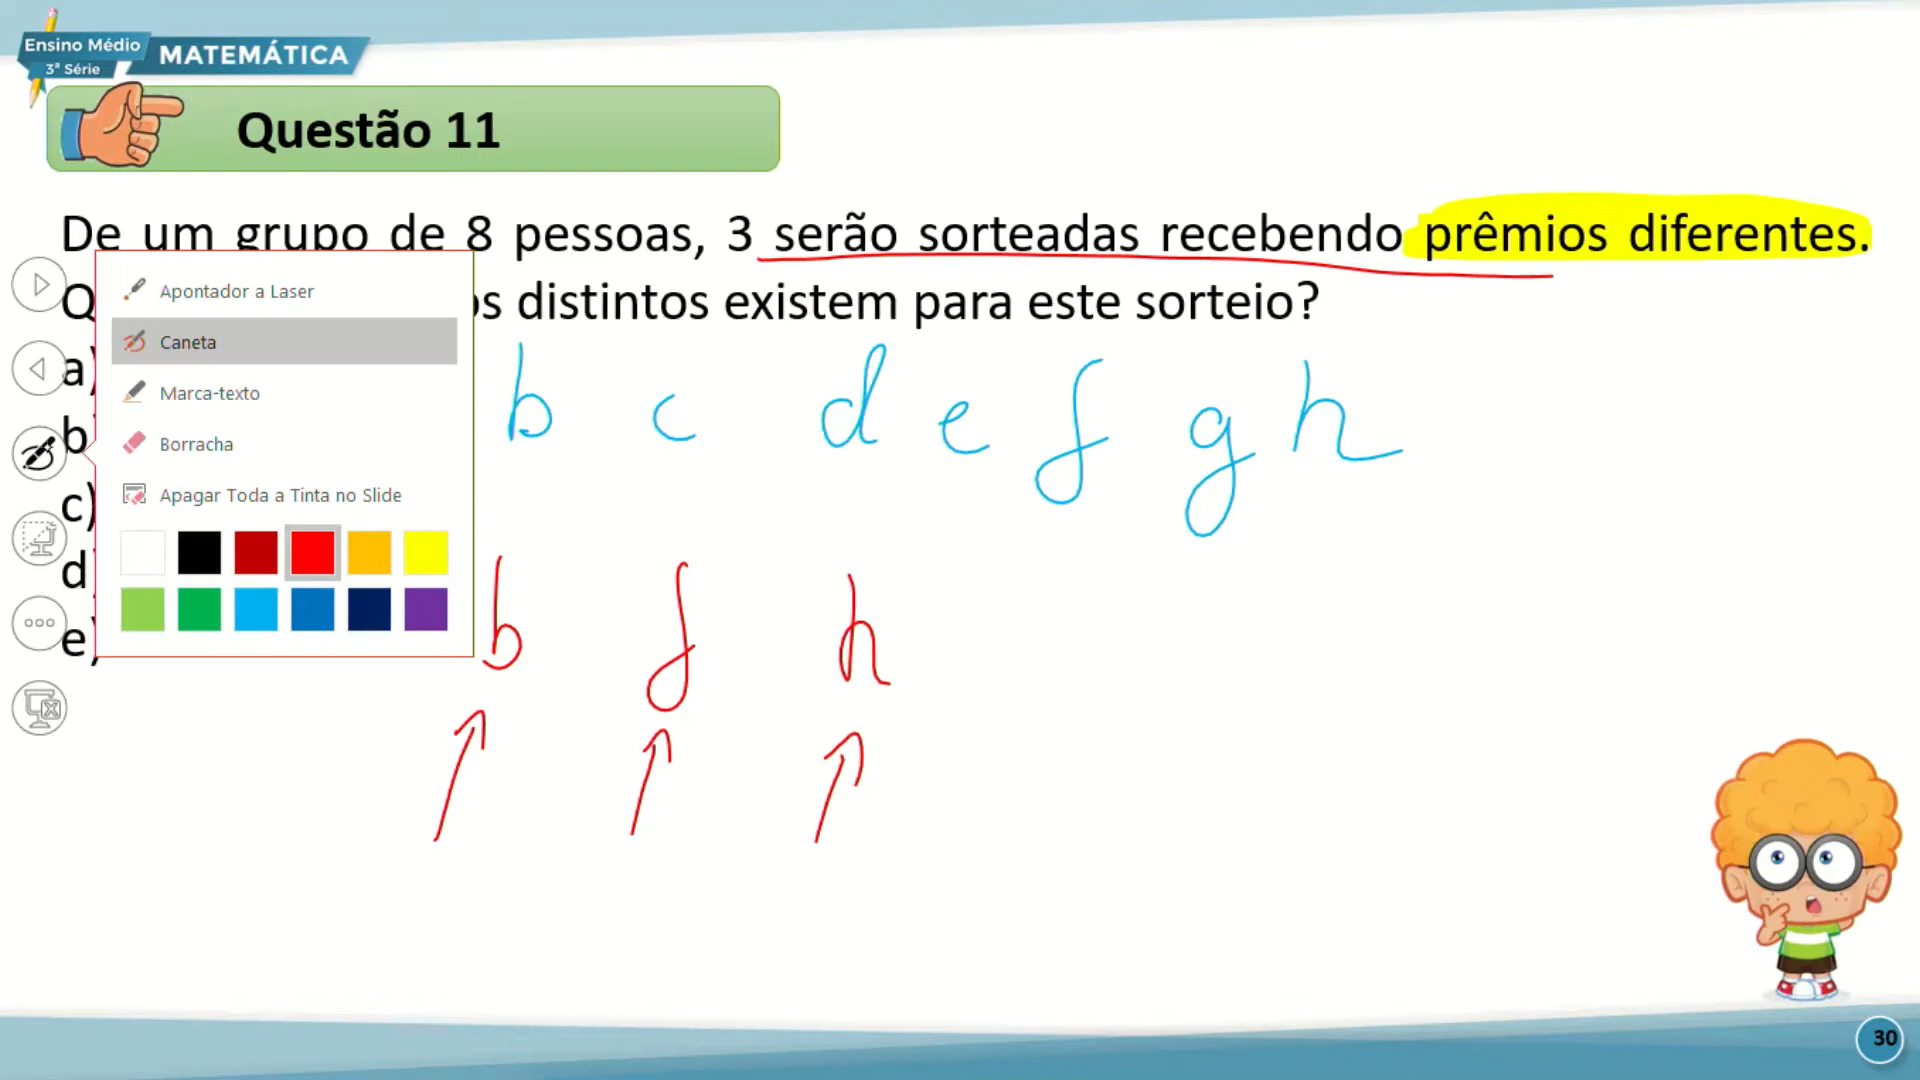 Ensino Médio
3ª Série
MATEMÁTICA
Questão 11
De um grupo de 8 pessoas, 3 serão sorteadas recebendo prêmios diferentes.
Q os distintos existem para este sorteio?
a)
b
c)
d
e)
Apontador a Laser
Caneta
Marca-texto
Borracha
Apagar Toda a Tinta no Slide
b c d e f g h
b f h
30